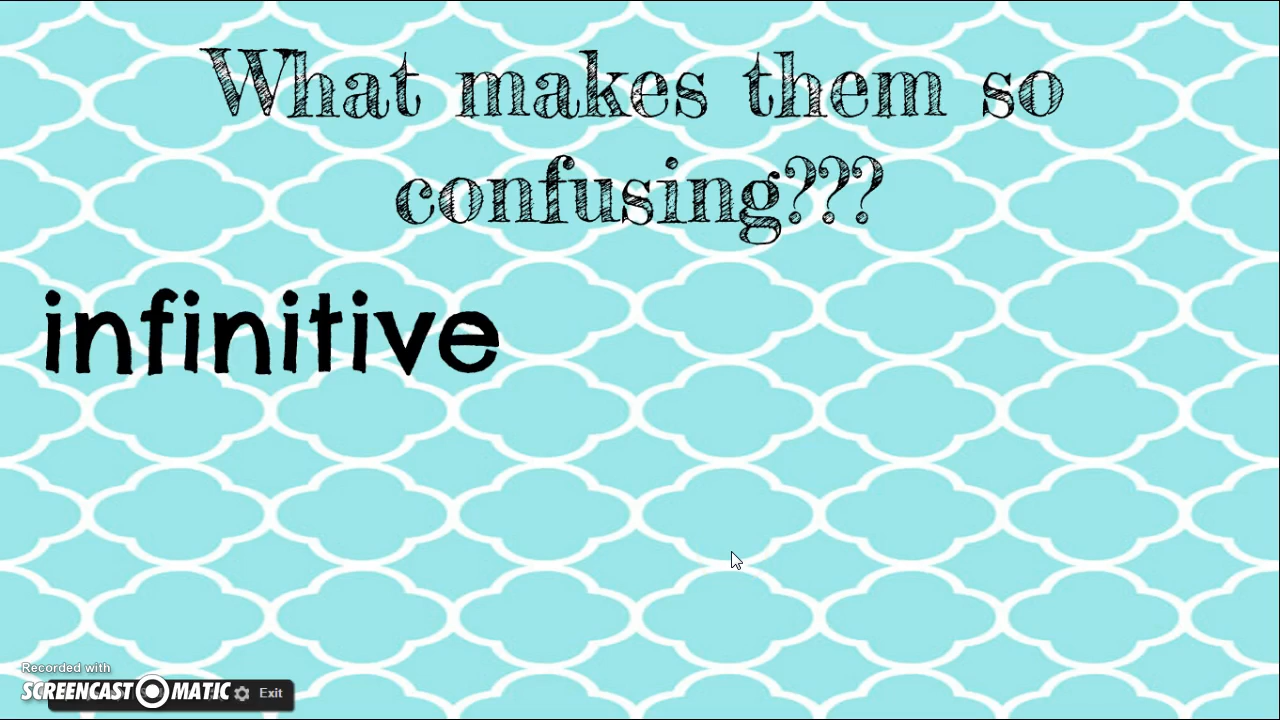 What makes them so
confusing???
infinitive
Recorded with
SCREENCAST MATIC Exit